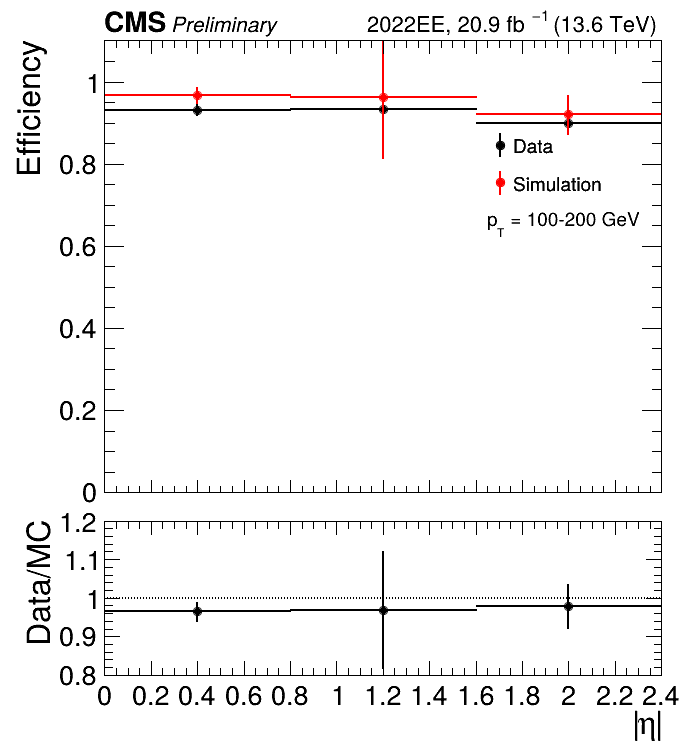 CMS Preliminary 2022EE, 20.9 fb⁻¹ (13.6 TeV)
Efficiency
1
0.8
0.6
0.4
0.2
0
Data
Simulation
p_T = 100-200 GeV
Data/MC
1.2
1.1
1
0.9
0.8
0 0.2 0.4 0.6 0.8 1 1.2 1.4 1.6 1.8 2 2.2 2.4
|η|